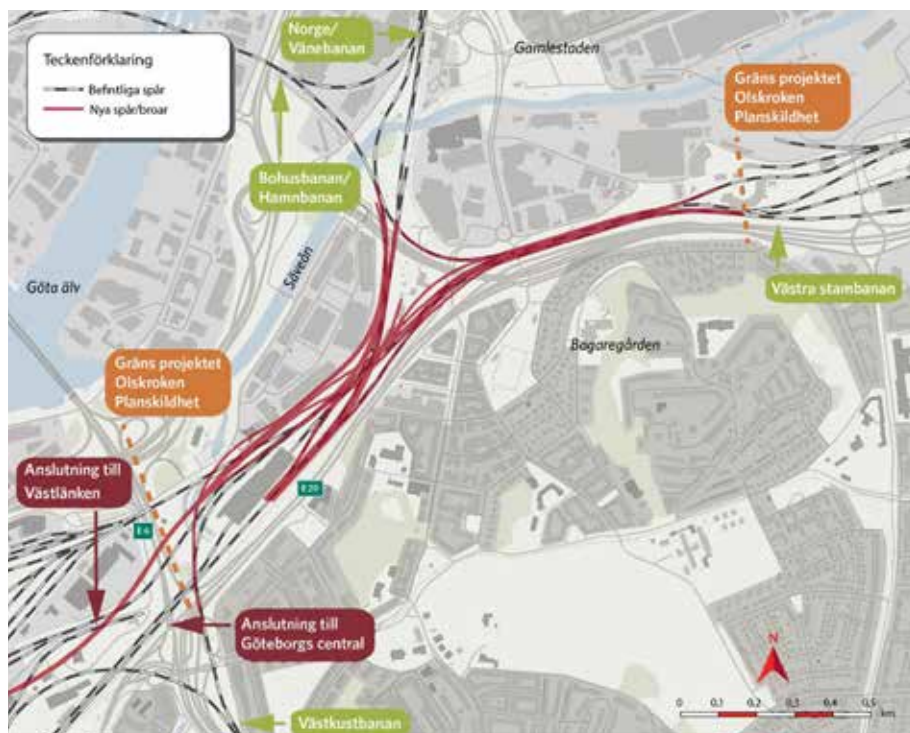 Teckenförklaring
Befintliga spår
Nya spår/broar
Norge/
Vänebanan
Gamlestaden
Gräns projektet
Olskroken
Planskildhet
Bohusbanan/
Hamnbanan
Säveån
Göta älv
Västra stambanan
Bagaregården
Gräns projektet
Olskroken
Planskildhet
Anslutning till
Västlänken
E 20
E 6
Anslutning till
Göteborgs central
Västkustbanan
N
0 0,1 0,2 0,3 0,4 0,5
km